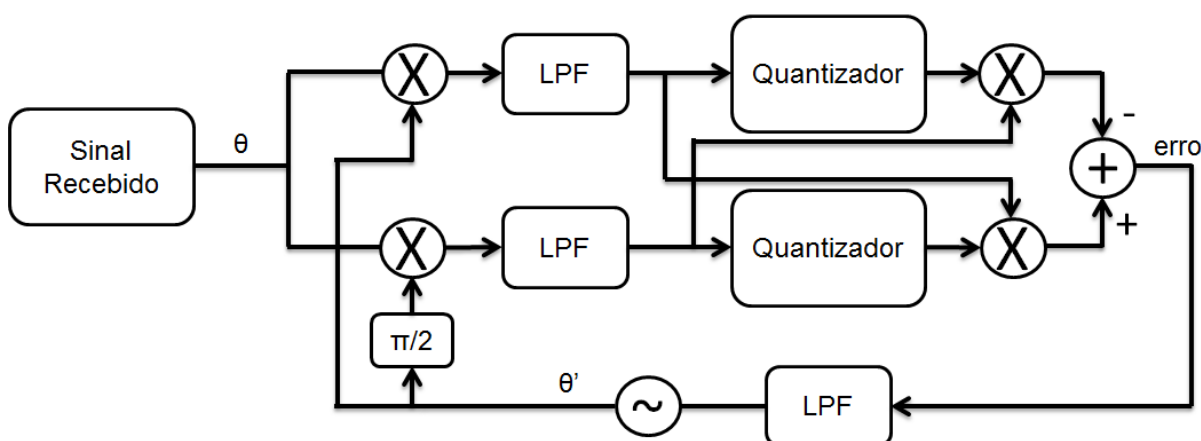 LPF
Quantizador
X
X
Sinal
Recebido
θ
-
erro
+
+
X
LPF
Quantizador
X
π/2
θ'
~
LPF